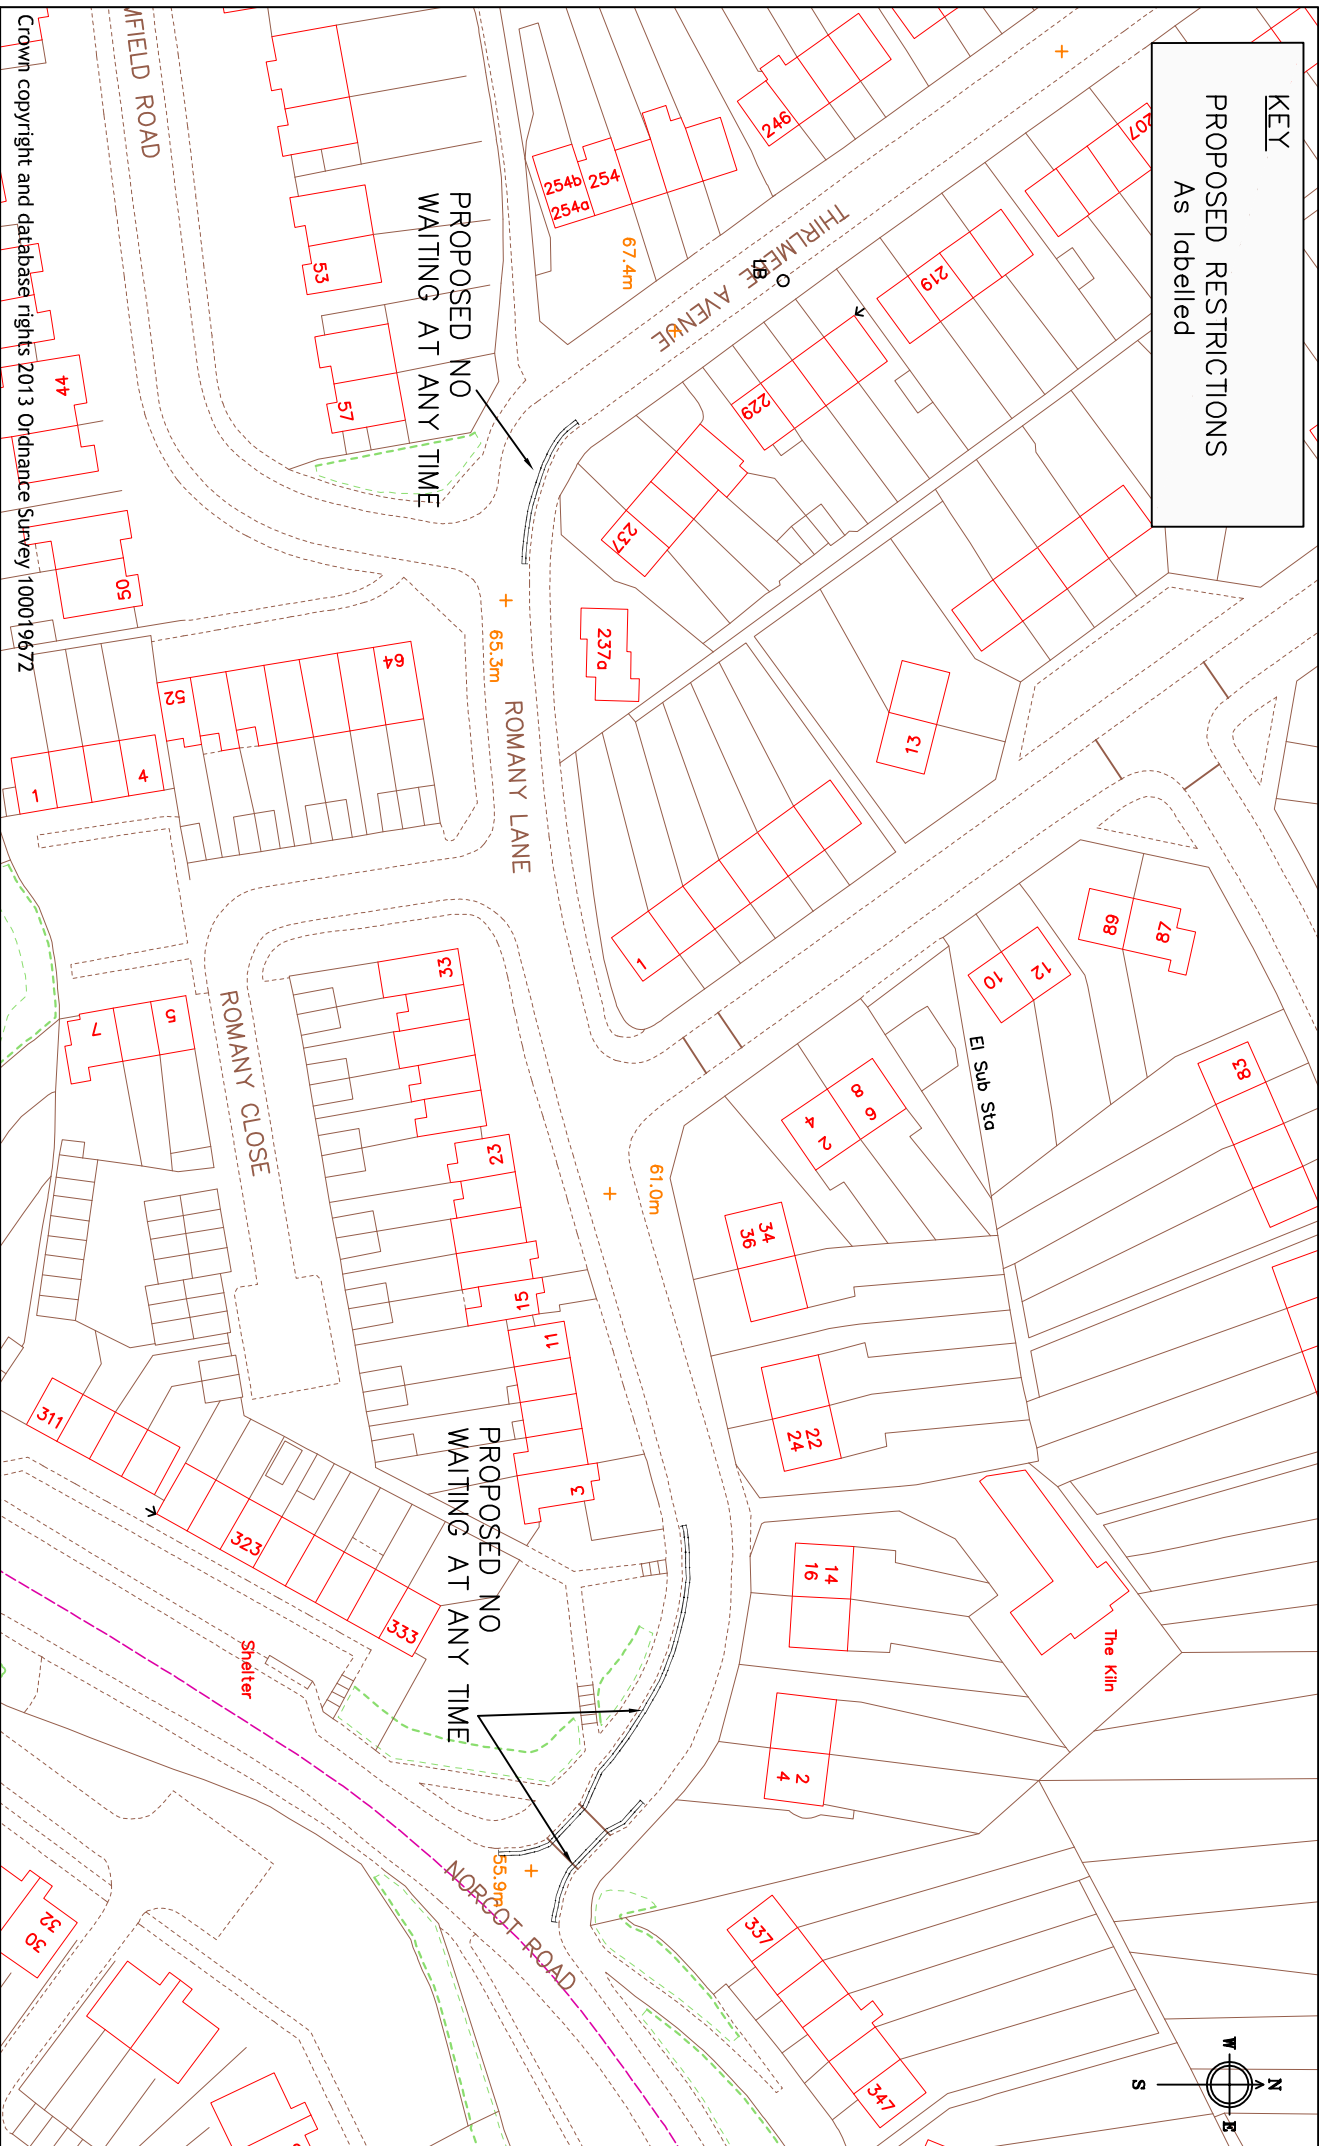 KEY
PROPOSED RESTRICTIONS
As labelled
N
W
E
S
207
219
229
237
237a
246
254
254b
254a
67.4m
THIRLMERE AVENUE
LB
PROPOSED NO
WAITING AT ANY TIME
53
57
MFIELD ROAD
44
50
52
64
65.3m
ROMANY LANE
13
1
1
4
5
7
ROMANY CLOSE
33
23
15
11
3
89
87
83
12
10
El Sub Sta
8
6
4
2
61.0m
34
36
22
24
14
16
The Kiln
2
4
PROPOSED NO
WAITING AT ANY TIME
311
323
333
Shelter
55.9m
NORCOT ROAD
337
347
32
30
Crown copyright and database rights 2013 Ordnance Survey 100019672